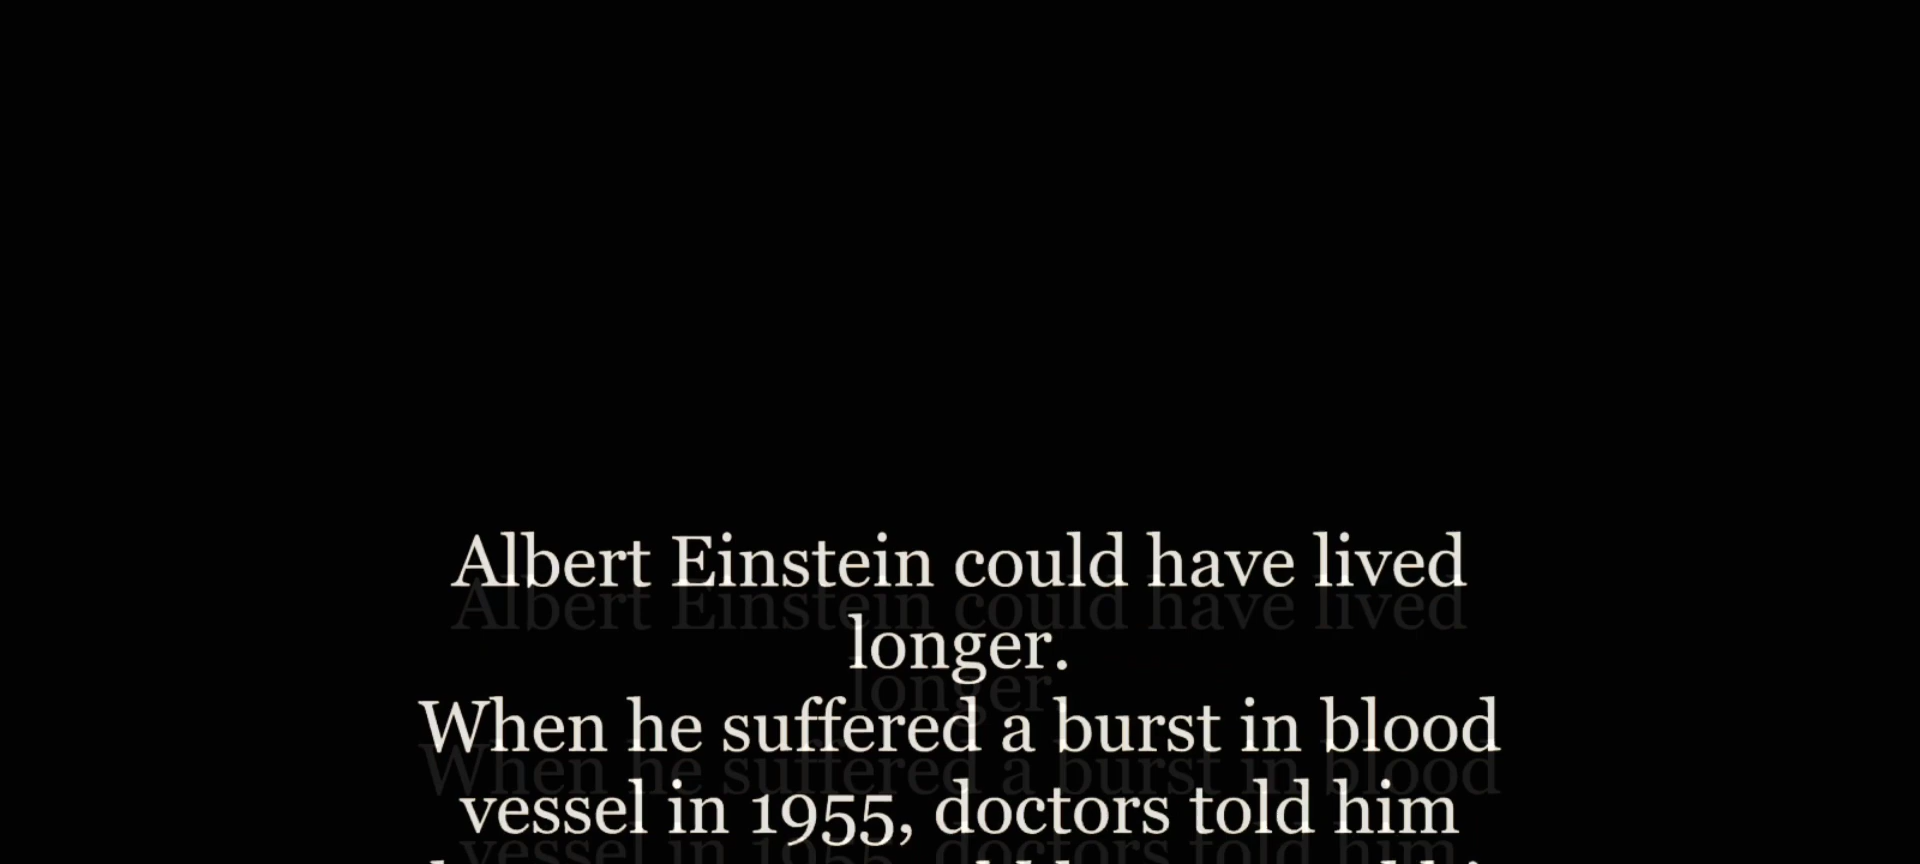 Albert Einstein could have lived
longer.
When he suffered a burst in blood
vessel in 1955, doctors told him